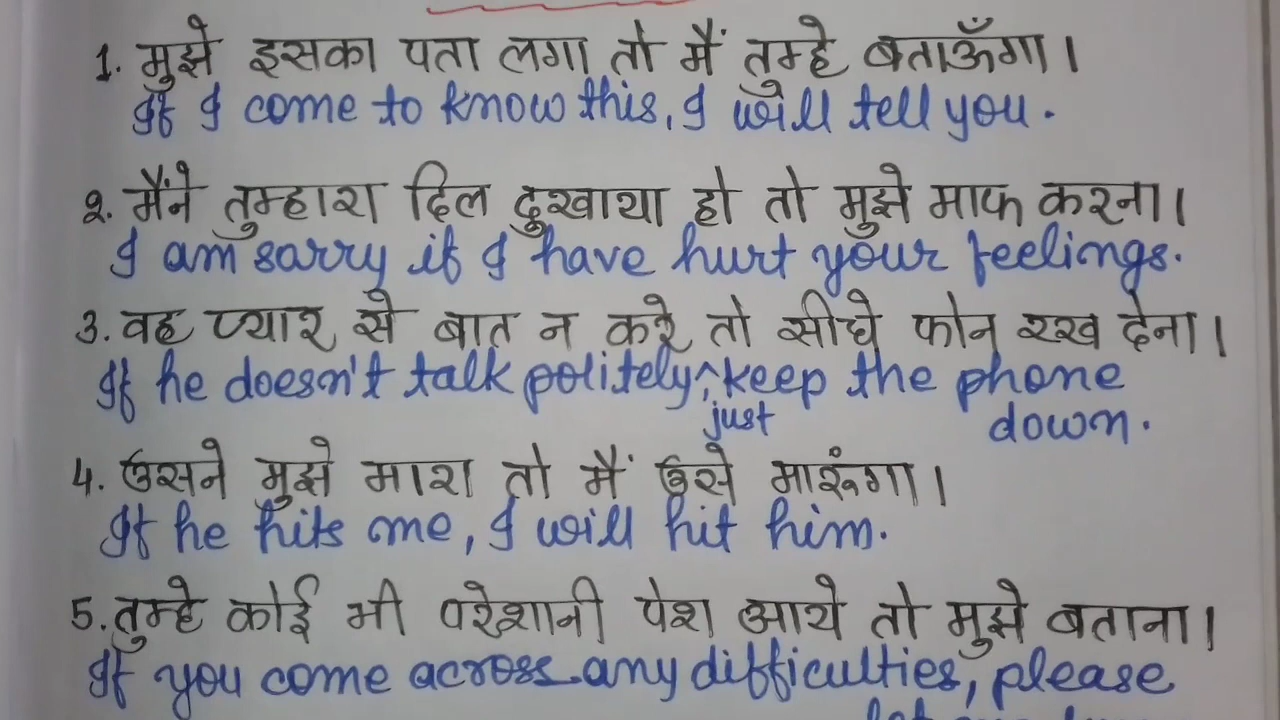 1. मुझे इसका पता लगा तो मैं तुम्हे बताऊँगा।
If I come to know this, I will tell you.
2. मैंने तुम्हारा दिल दुखाया हो तो मुझे माफ करना।
I am sarry if I have hurt your feelings.
3. वह प्यार से बात न करे तो सीधे फोन रख देना।
If he doesn't talk politely, ^ keep the phone
just down.
4. उसने मुझे मारा तो मैं उसे मारूंगा।
If he hits me, I will hit him.
5. तुम्हे कोई भी परेशानी पेश आये तो मुझे बताना।
If you come across any difficulties, please